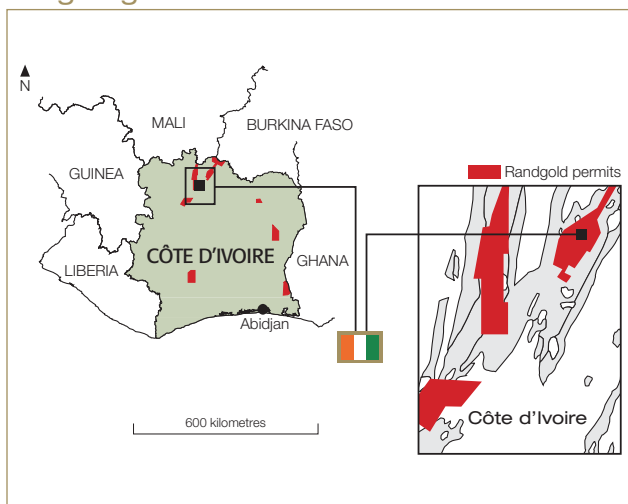 N
MALI
BURKINA FASO
GUINEA
Randgold permits
CÔTE D'IVOIRE
GHANA
LIBERIA
Abidjan
600 kilometres
Côte d'Ivoire